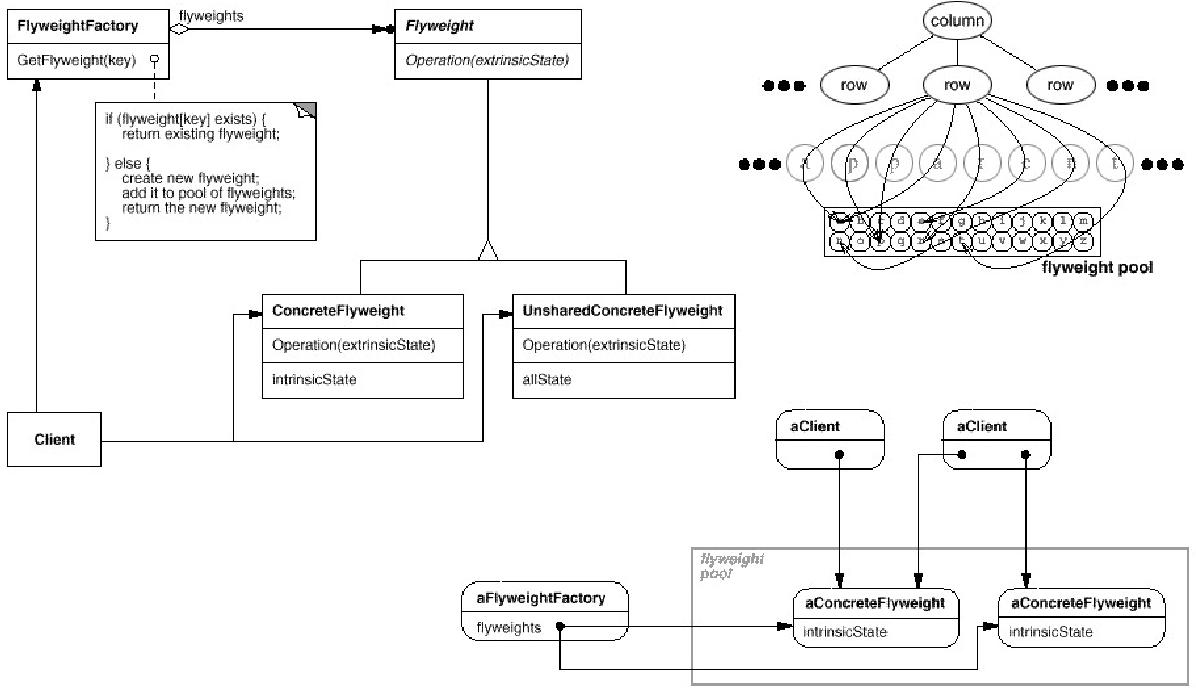 FlyweightFactory
GetFlyweight(key)
flyweights
Flyweight
Operation(extrinsicState)
if (flyweight[key] exists) {
return existing flyweight;
} else {
create new flyweight;
add it to pool of flyweights;
return the new flyweight;
}
ConcreteFlyweight
Operation(extrinsicState)
intrinsicState
UnsharedConcreteFlyweight
Operation(extrinsicState)
allState
Client
column
row row row
a p p a r e n t
d g h i j k l m
q u v w x y z
flyweight pool
aClient
aClient
flyweight
pool
aFlyweightFactory
flyweights
aConcreteFlyweight
intrinsicState
aConcreteFlyweight
intrinsicState